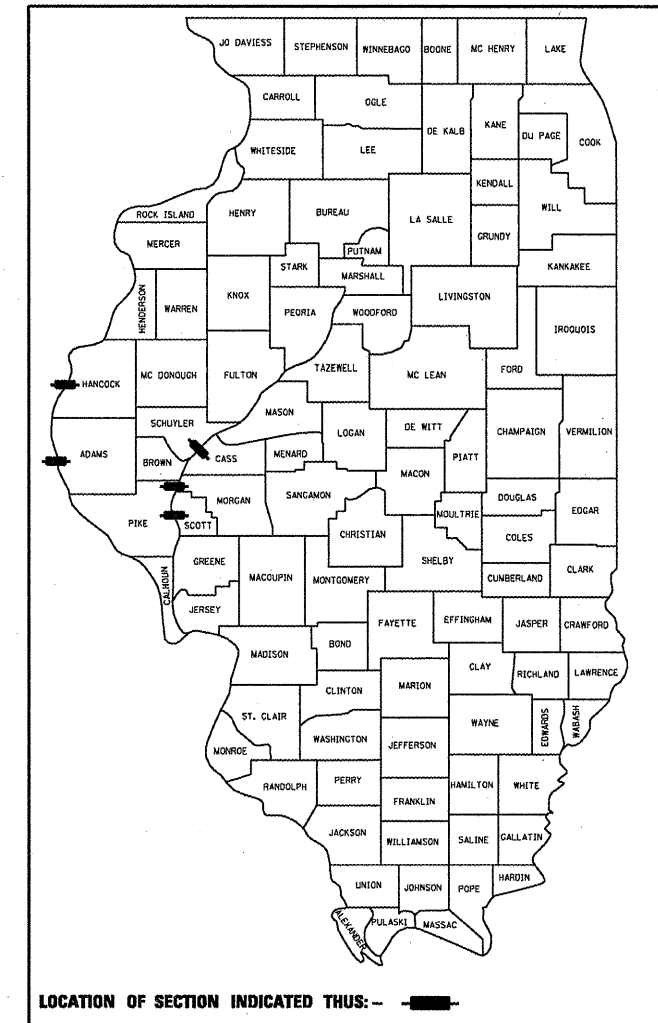 JO DAVIESS
STEPHENSON
WINNEBAGO
BOONE
MC HENRY
LAKE
CARROLL
OGLE
DE KALB
KANE
DU PAGE
COOK
WHITESIDE
LEE
KENDALL
WILL
ROCK ISLAND
HENRY
BUREAU
LA SALLE
GRUNDY
MERCER
PUTNAM
STARK
MARSHALL
KANKAKEE
HENDERSON
WARREN
KNOX
PEORIA
WOODFORD
LIVINGSTON
IROQUOIS
HANCOCK
MC DONOUGH
FULTON
TAZEWELL
MC LEAN
FORD
SCHUYLER
MASON
LOGAN
DE WITT
CHAMPAIGN
VERMILION
ADAMS
BROWN
CASS
MENARD
MACON
PIATT
PIKE
SCOTT
MORGAN
SANGAMON
CHRISTIAN
MOULTRIE
DOUGLAS
EDGAR
COLES
GREENE
MACOUPIN
MONTGOMERY
SHELBY
CUMBERLAND
CLARK
CALHOUN
JERSEY
FAYETTE
EFFINGHAM
JASPER
CRAWFORD
MADISON
BOND
CLAY
RICHLAND
LAWRENCE
CLINTON
MARION
ST. CLAIR
WAYNE
EDWARDS
WABASH
MONROE
WASHINGTON
JEFFERSON
RANDOLPH
PERRY
HAMILTON
WHITE
FRANKLIN
JACKSON
WILLIAMSON
SALINE
GALLATIN
UNION
JOHNSON
POPE
HARDIN
ALEXANDER
PULASKI
MASSAC
LOCATION OF SECTION INDICATED THUS: -